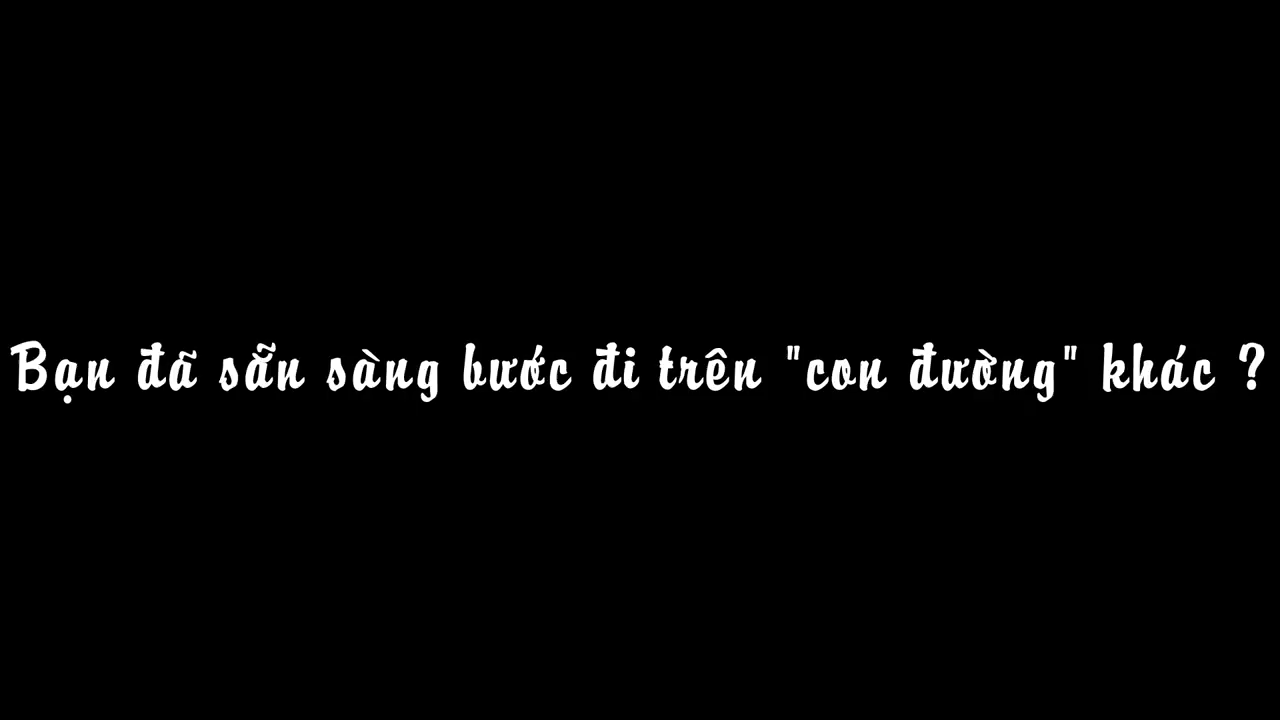 Bạn đã sẵn sàng bước đi trên "con đường" khác ?